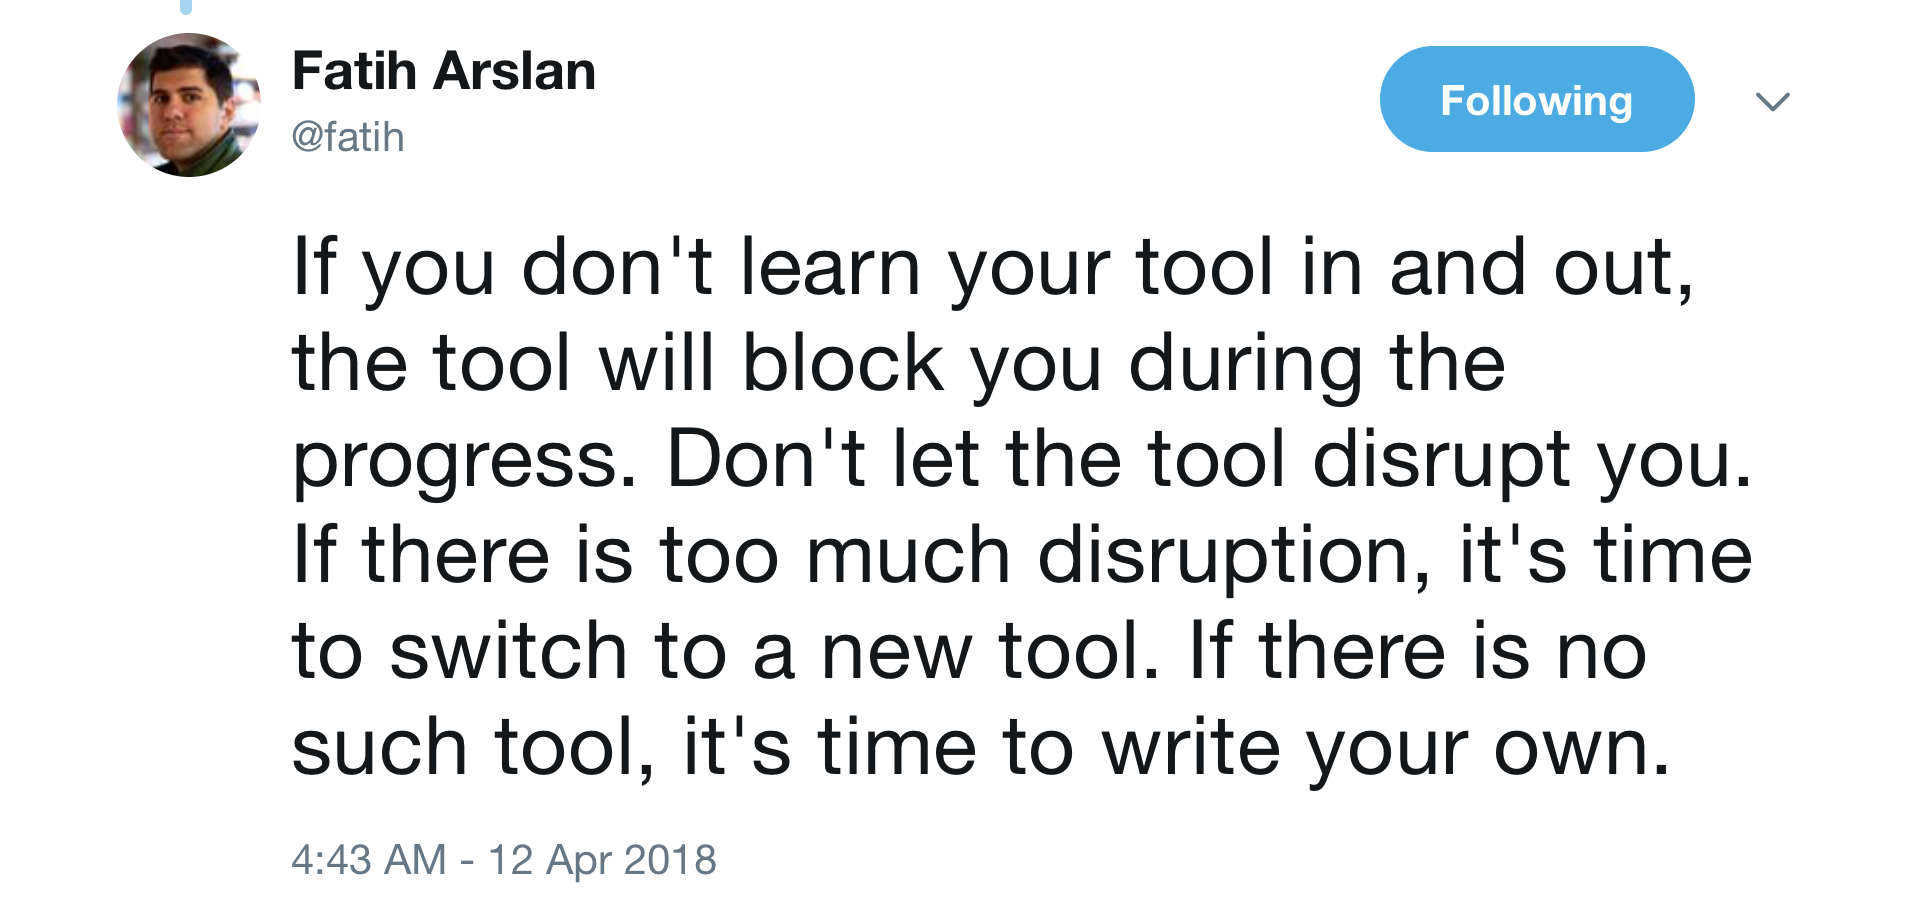 Fatih Arslan
@fatih
Following
If you don't learn your tool in and out,
the tool will block you during the
progress. Don't let the tool disrupt you.
If there is too much disruption, it's time
to switch to a new tool. If there is no
such tool, it's time to write your own.
4:43 AM - 12 Apr 2018